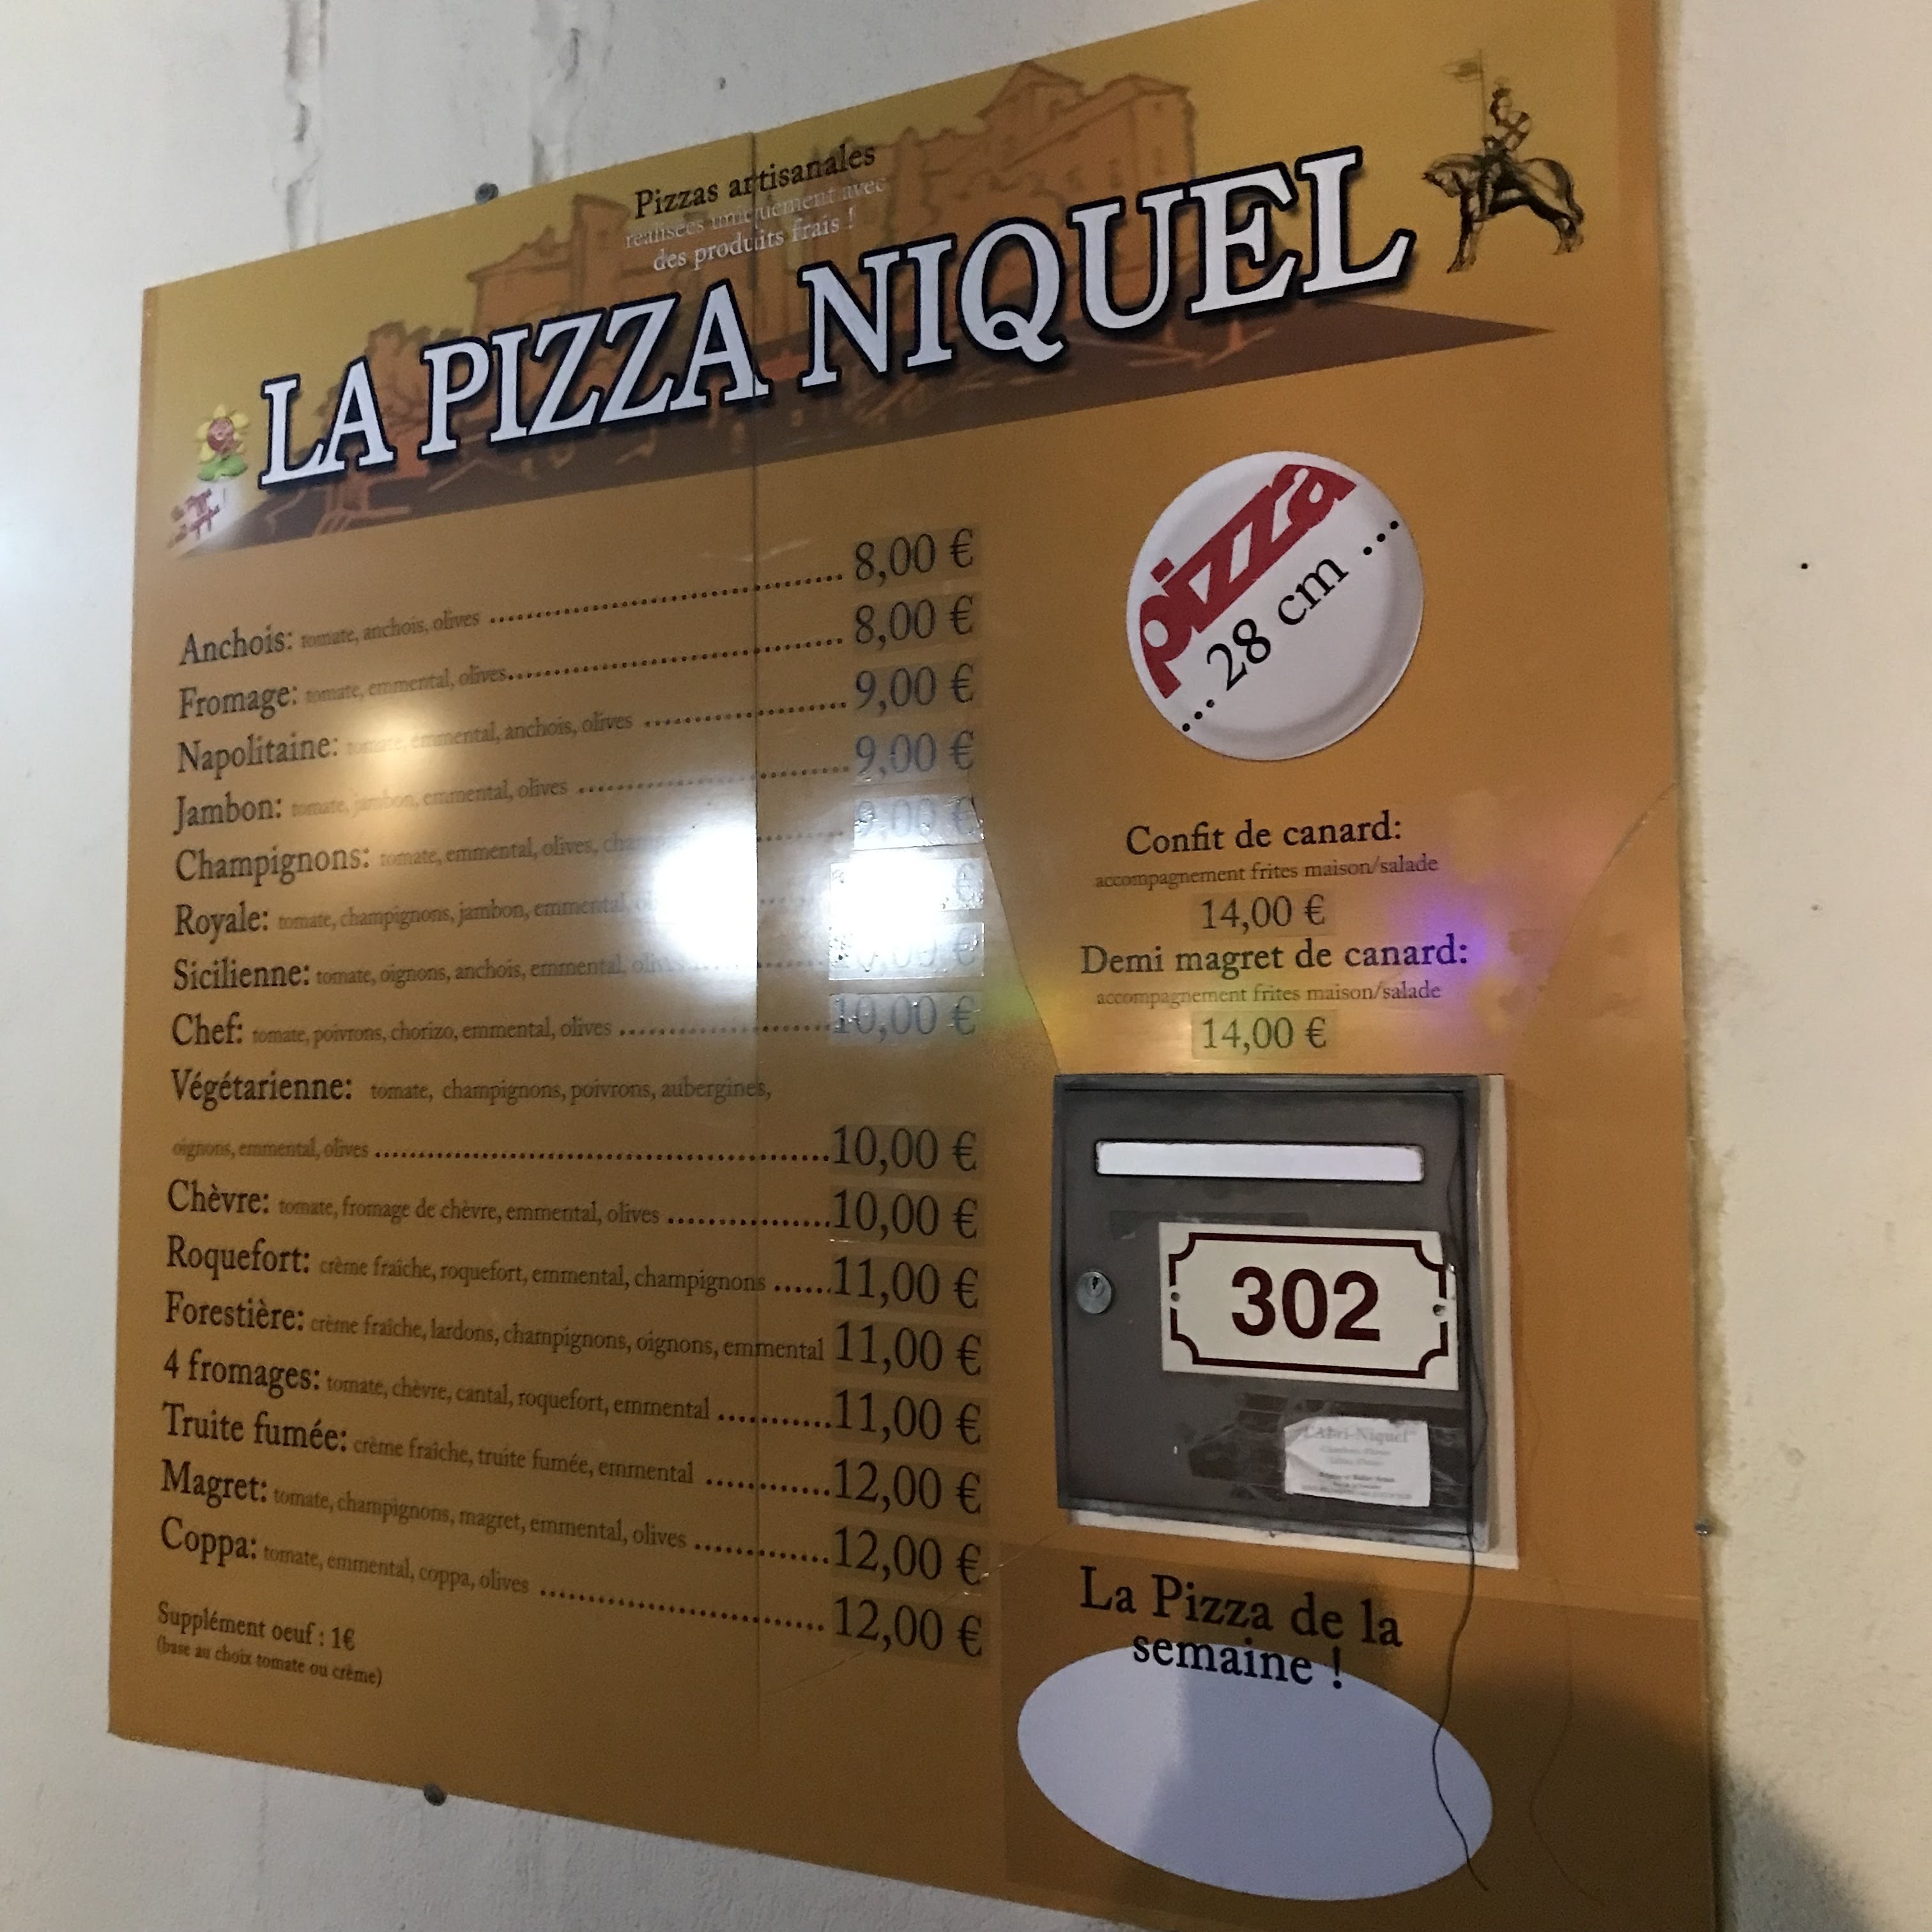 Pizzas artisanales
réalisées uniquement avec
des produits frais !
LA PIZZA NIQUEL
Anchois: tomate, anchois, olives .................... 8,00 €
Fromage: tomate, emmental, olives.................... 8,00 €
Napolitaine: tomate, emmental, anchois, olives .................... 9,00 €
Jambon: tomate, jambon, emmental, olives .................... 9,00 €
Champignons: tomate, emmental, olives, .......... 9,00 €
Royale: tomate, champignons, jambon, emmental, €
Sicilienne: tomate, oignons, anchois, emmental, .......... €
Chef: tomate, poivrons, chorizo, emmental, olives .................... 10,00 €
Végétarienne: tomate, champignons, poivrons, aubergines,
oignons, emmental, olives .................... 10,00 €
Chèvre: tomate, fromage de chèvre, emmental, olives .................... 10,00 €
Roquefort: crème fraîche, roquefort, emmental, champignons ...... 11,00 €
Forestière: crème fraîche, lardons, champignons, oignons, emmental 11,00 €
4 fromages: tomate, chèvre, cantal, roquefort, emmental ............ 11,00 €
Truite fumée: crème fraîche, truite fumée, emmental ............. 12,00 €
Magret: tomate, champignons, magret, emmental, olives ............. 12,00 €
Coppa: tomate, emmental, coppa, olives .................... 12,00 €
Supplément oeuf : 1€
(base au choix tomate ou crème)
pizza
... 28 cm ...
Confit de canard:
accompagnement frites maison/salade
14,00 €
Demi magret de canard:
accompagnement frites maison/salade
14,00 €
302
"L'Abri-Niquel"
La Pizza de la
semaine !